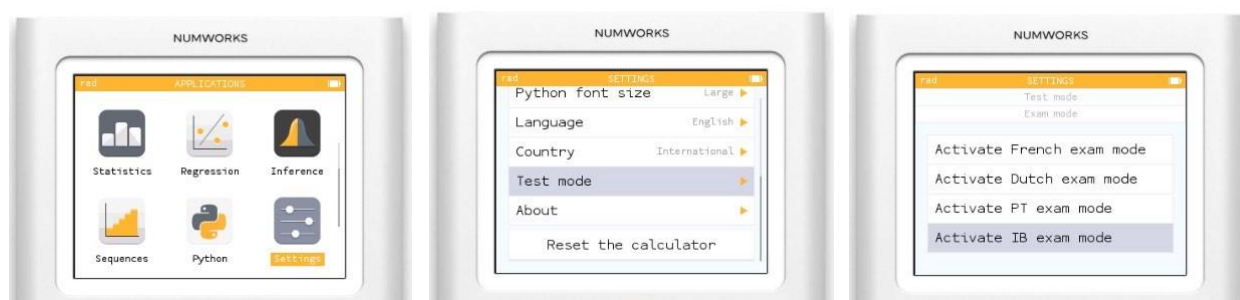 NUMWORKS
rad APPLICATIONS
Statistics Regression Inference
Sequences Python Settings
NUMWORKS
rad SETTINGS
Python font size Large
Language English
Country International
Test mode
About
Reset the calculator
NUMWORKS
rad SETTINGS
Test mode
Exam mode
Activate French exam mode
Activate Dutch exam mode
Activate PT exam mode
Activate IB exam mode